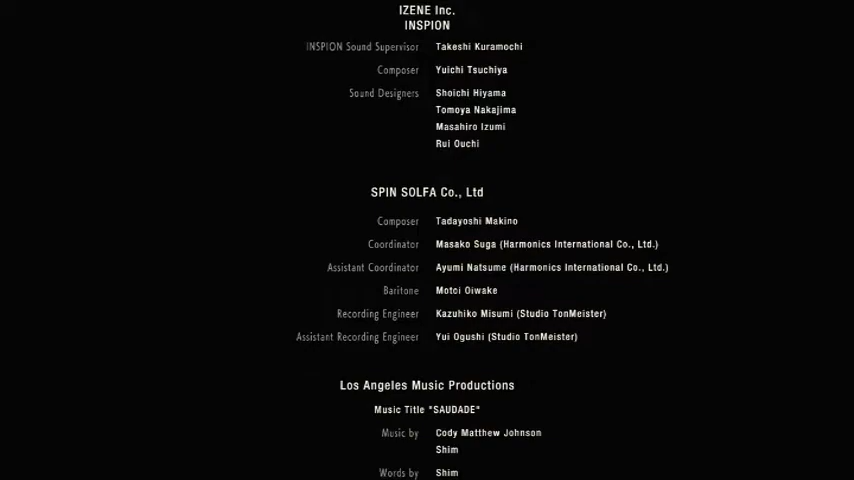 IZENE Inc.
INSPION
INSPION Sound Supervisor Takeshi Kuramochi
Composer Yuichi Tsuchiya
Sound Designers Shoichi Hiyama
Tomoya Nakajima
Masahiro Izumi
Rui Ouchi
SPIN SOLFA Co., Ltd
Composer Tadayoshi Makino
Coordinator Masako Suga (Harmonics International Co., Ltd.)
Assistant Coordinator Ayumi Natsume (Harmonics International Co., Ltd.)
Baritone Motoi Oiwake
Recording Engineer Kazuhiko Misumi (Studio TonMeister)
Assistant Recording Engineer Yui Ogushi (Studio TonMeister)
Los Angeles Music Productions
Music Title "SAUDADE"
Music by Cody Matthew Johnson
Shim
Words by Shim